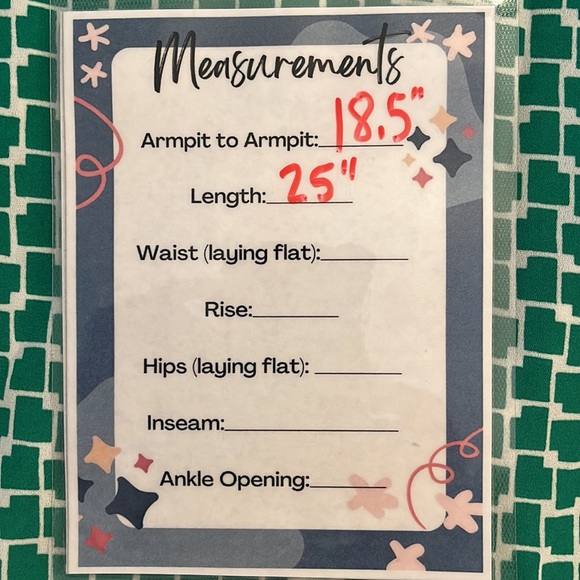 Measurements
Armpit to Armpit: 18.5"
Length: 25"
Waist (laying flat):
Rise:
Hips (laying flat):
Inseam:
Ankle Opening: